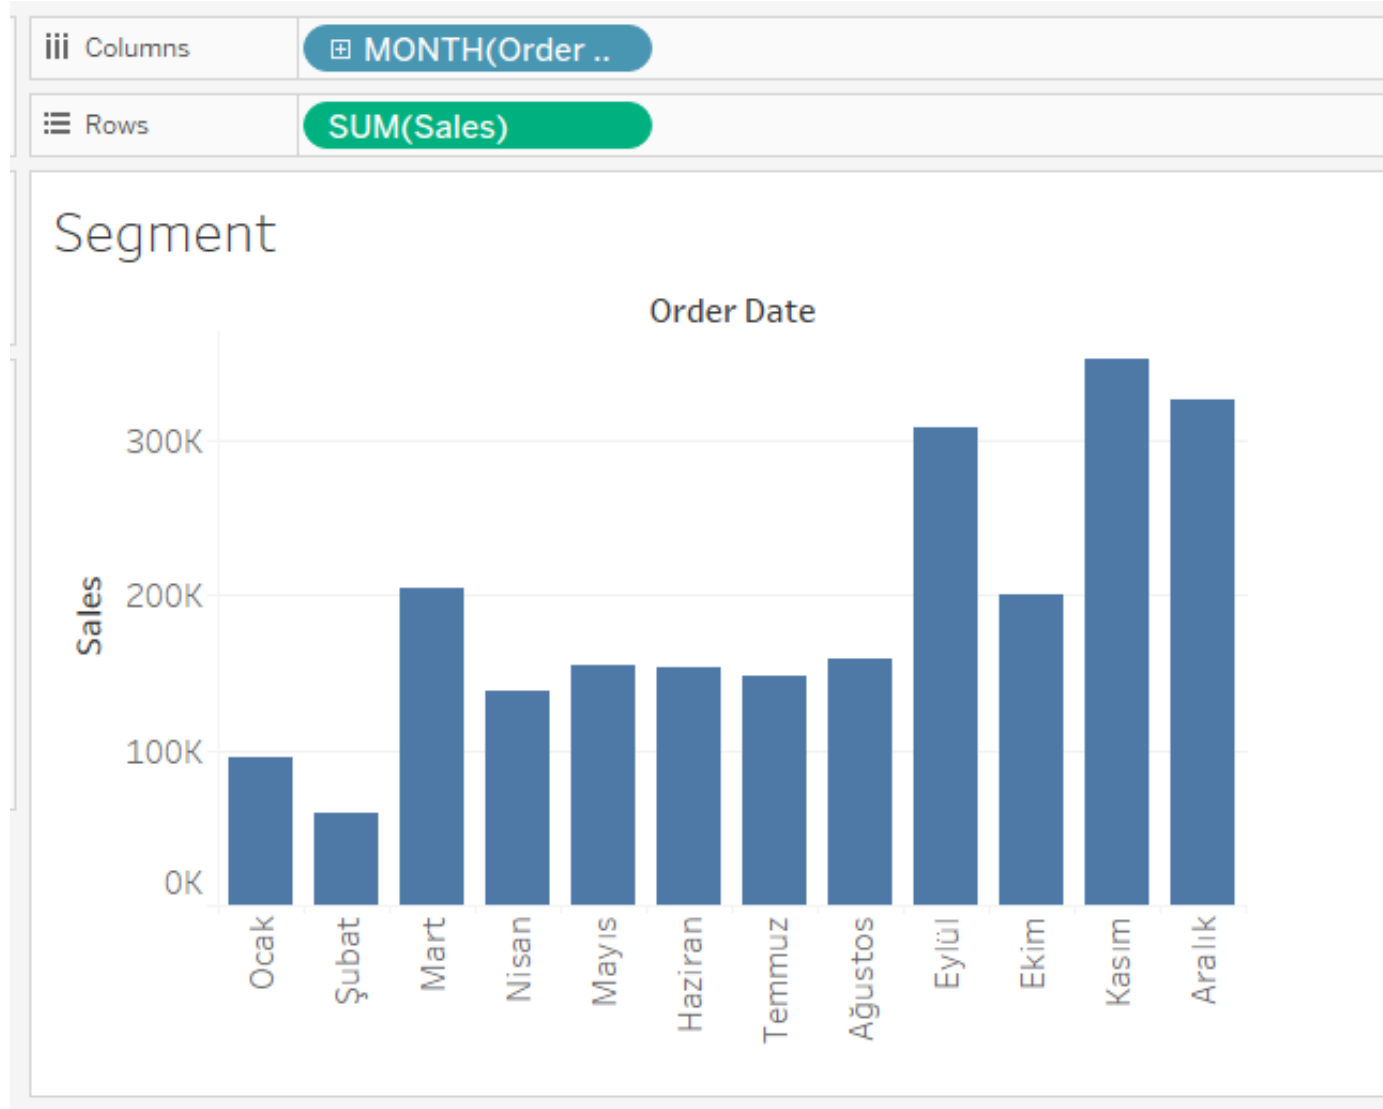 Columns
MONTH(Order ..
Rows
SUM(Sales)
Segment
Order Date
300K
200K
100K
0K
Sales
Ocak
Şubat
Mart
Nisan
Mayıs
Haziran
Temmuz
Ağustos
Eylül
Ekim
Kasım
Aralık